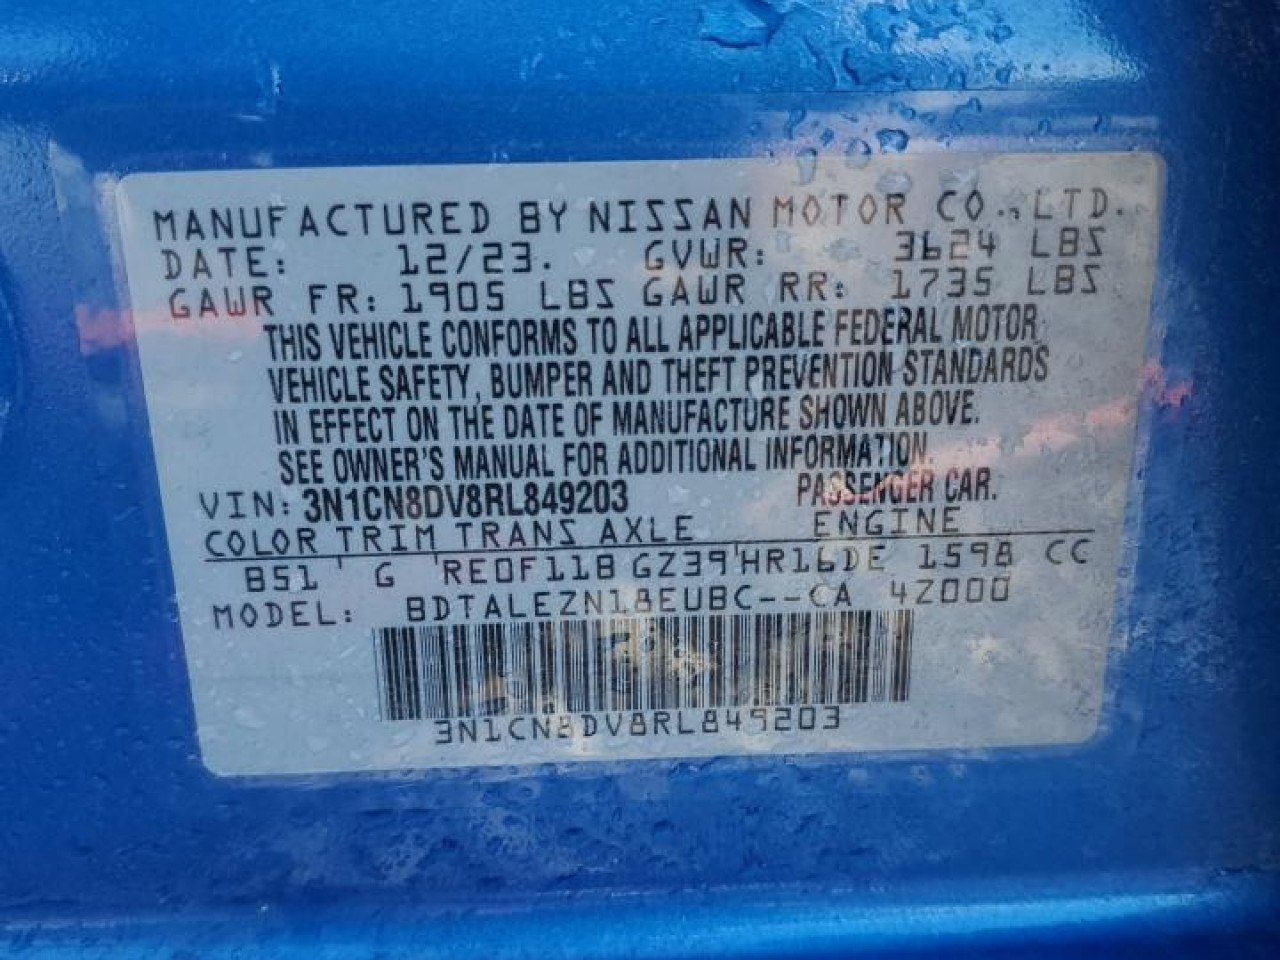 MANUFACTURED BY NISSAN MOTOR CO., LTD.
DATE: 12/23. GVWR: 3624 LBS
GAWR FR: 1905 LBS GAWR RR: 1735 LBS
THIS VEHICLE CONFORMS TO ALL APPLICABLE FEDERAL MOTOR
VEHICLE SAFETY, BUMPER AND THEFT PREVENTION STANDARDS
IN EFFECT ON THE DATE OF MANUFACTURE SHOWN ABOVE.
SEE OWNER'S MANUAL FOR ADDITIONAL INFORMATION.
VIN: 3N1CN8DV8RL849203 PASSENGER CAR.
COLOR TRIM TRANS AXLE ENGINE
B51 ' G 'RE0F11B GZ39'HR16DE 1598 CC
MODEL: BDTALEZN18EUBC--CA 4Z000
3N1CN8DV8RL849203